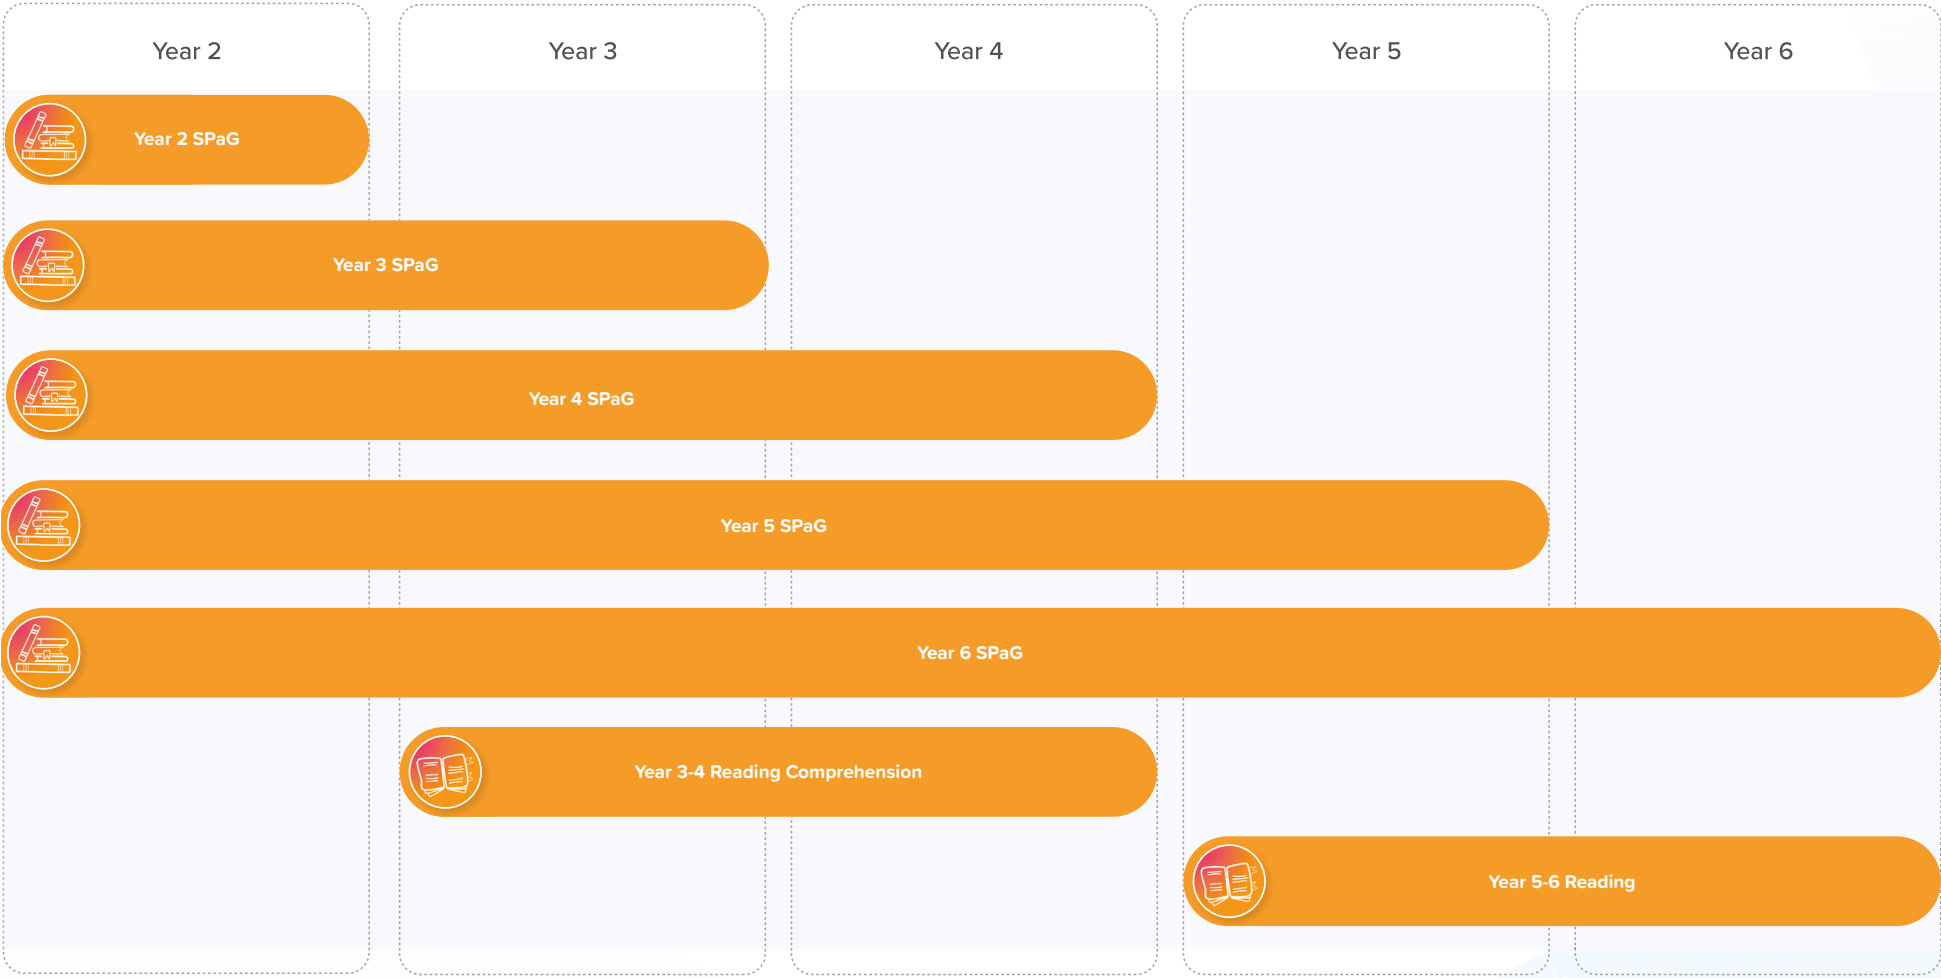 Year 2
Year 3
Year 4
Year 5
Year 6
Year 2 SPaG
Year 3 SPaG
Year 4 SPaG
Year 5 SPaG
Year 6 SPaG
Year 3-4 Reading Comprehension
Year 5-6 Reading